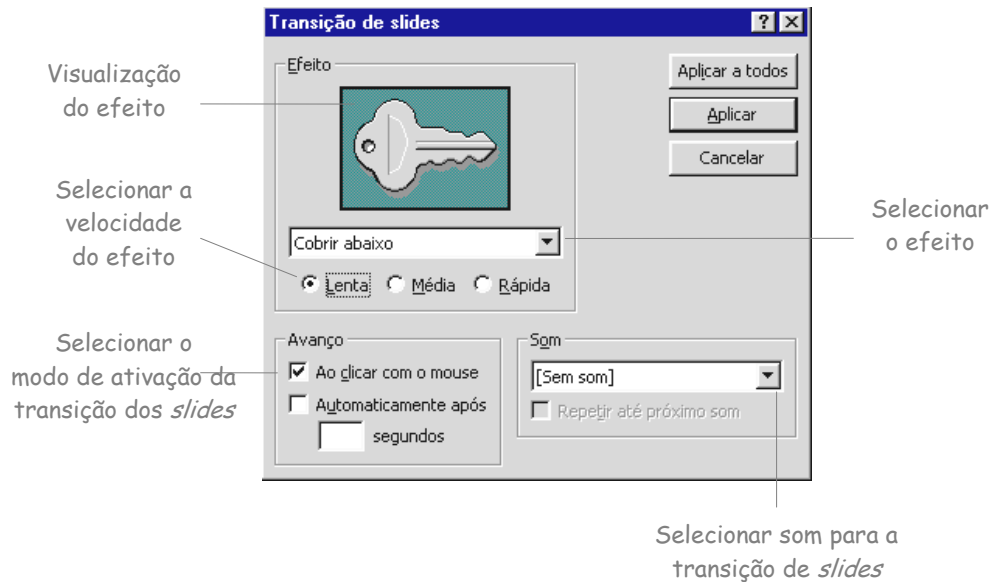 Transição de slides
Visualização
do efeito
Efeito
Aplicar a todos
Aplicar
Cancelar
Selecionar a
velocidade
do efeito
Cobrir abaixo
Selecionar
o efeito
Lenta
Média
Rápida
Selecionar o
modo de ativação da
transição dos slides
Avanço
Ao clicar com o mouse
Automaticamente após
segundos
Som
[Sem som]
Repetir até próximo som
Selecionar som para a
transição de slides